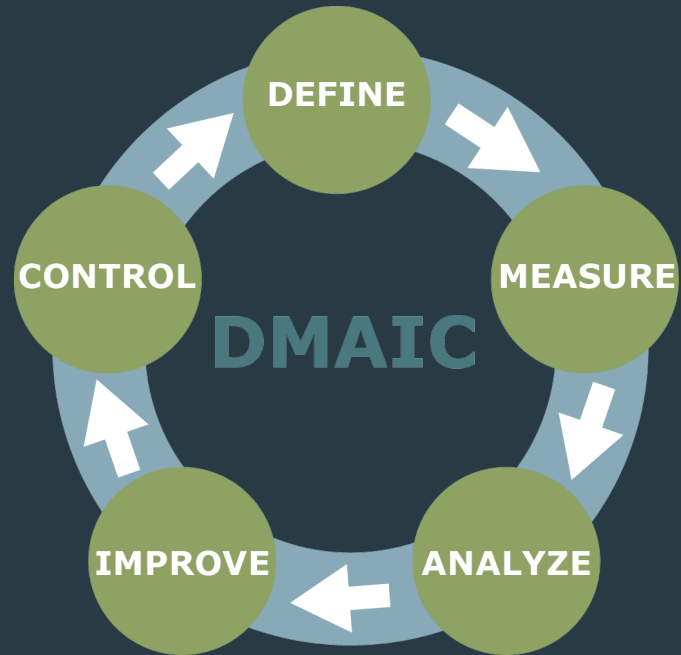 DEFINE
MEASURE
ANALYZE
IMPROVE
CONTROL
DMAIC